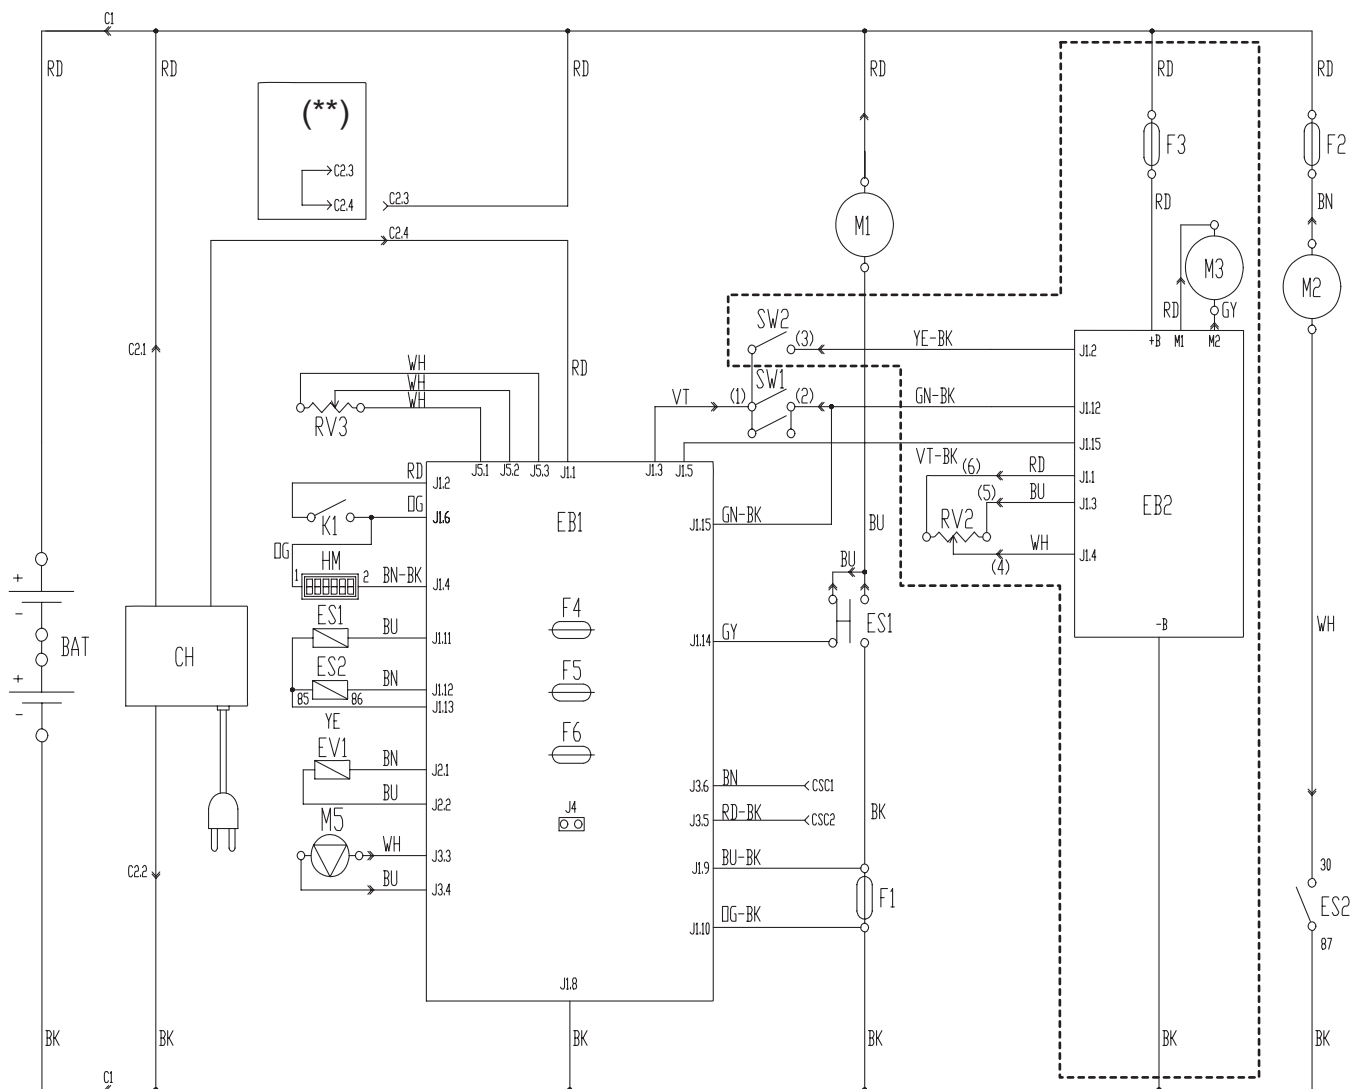 C1
RD
RD
RD
RD
RD
RD
(**)
C2.3
C2.4
C2.3
C2.4
F3
F2
RD
BN
M1
M3
M2
RD
GY
C2.1
SW2
(3)
YE-BK
+B
M1
M2
J1.2
WH
WH
WH
RD
RV3
VT
(1)
SW1
(2)
GN-BK
J1.12
J1.15
VT-BK
(6)
RD
J1.1
(5)
BU
J1.3
RV2
EB2
WH
J1.4
(4)
RD
J5.1
J5.2
J5.3
J1.1
J1.3
J1.5
J1.2
OG
J1.6
K1
EB1
GN-BK
J1.15
BU
OG
HM
1
2
BN-BK
J1.4
BU
+
-
BAT
+
-
CH
ES1
BU
J1.11
F4
GY
J1.14
ES1
-B
WH
ES2
BN
J1.12
85
86
J1.13
F5
YE
EV1
BN
J2.1
F6
BU
J2.2
BN
J3.6
CSC1
RD-BK
J3.5
CSC2
BK
J4
M5
WH
J3.3
BU
J3.4
C2.2
BU-BK
J1.9
F1
OG-BK
J1.10
30
ES2
87
J1.8
BK
BK
BK
BK
BK
BK
C1